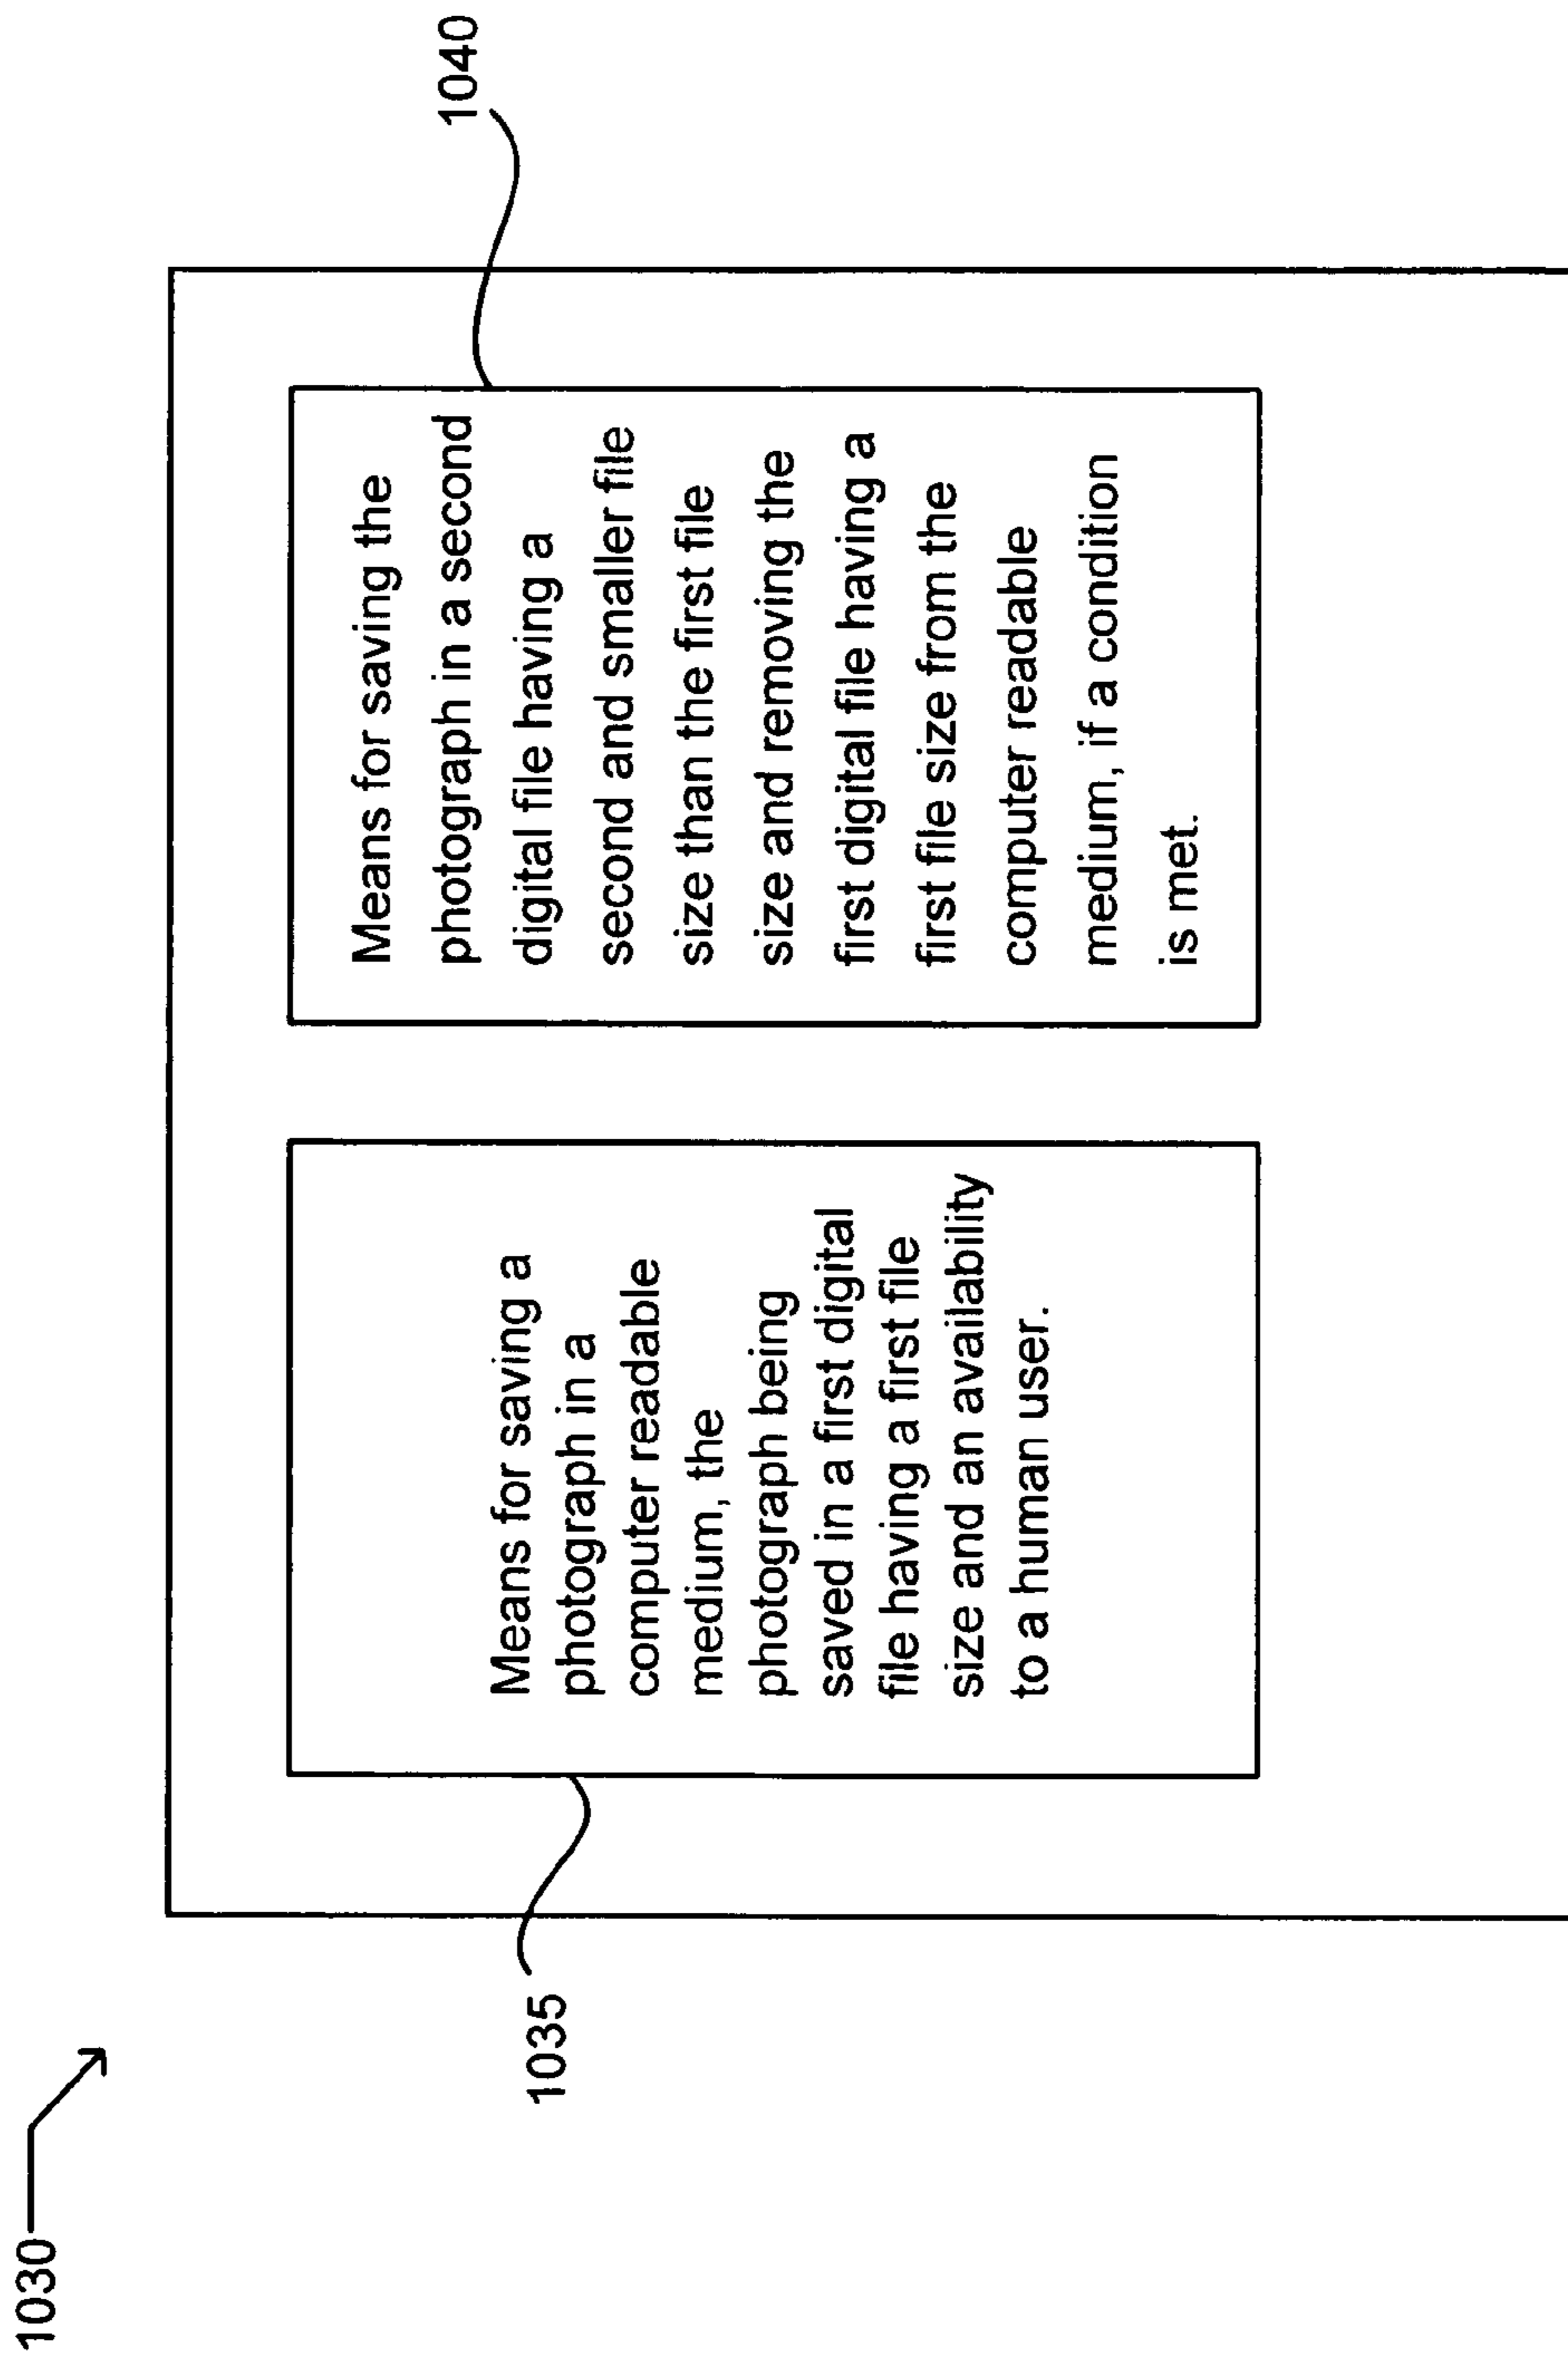 1030
1035
Means for saving a
photograph in a
computer readable
medium, the
photograph being
saved in a first digital
file having a first file
size and an availability
to a human user.
1040
Means for saving the
photograph in a second
digital file having a
second and smaller file
size than the first file
size and removing the
first digital file having a
first file size from the
computer readable
medium, if a condition
is met.